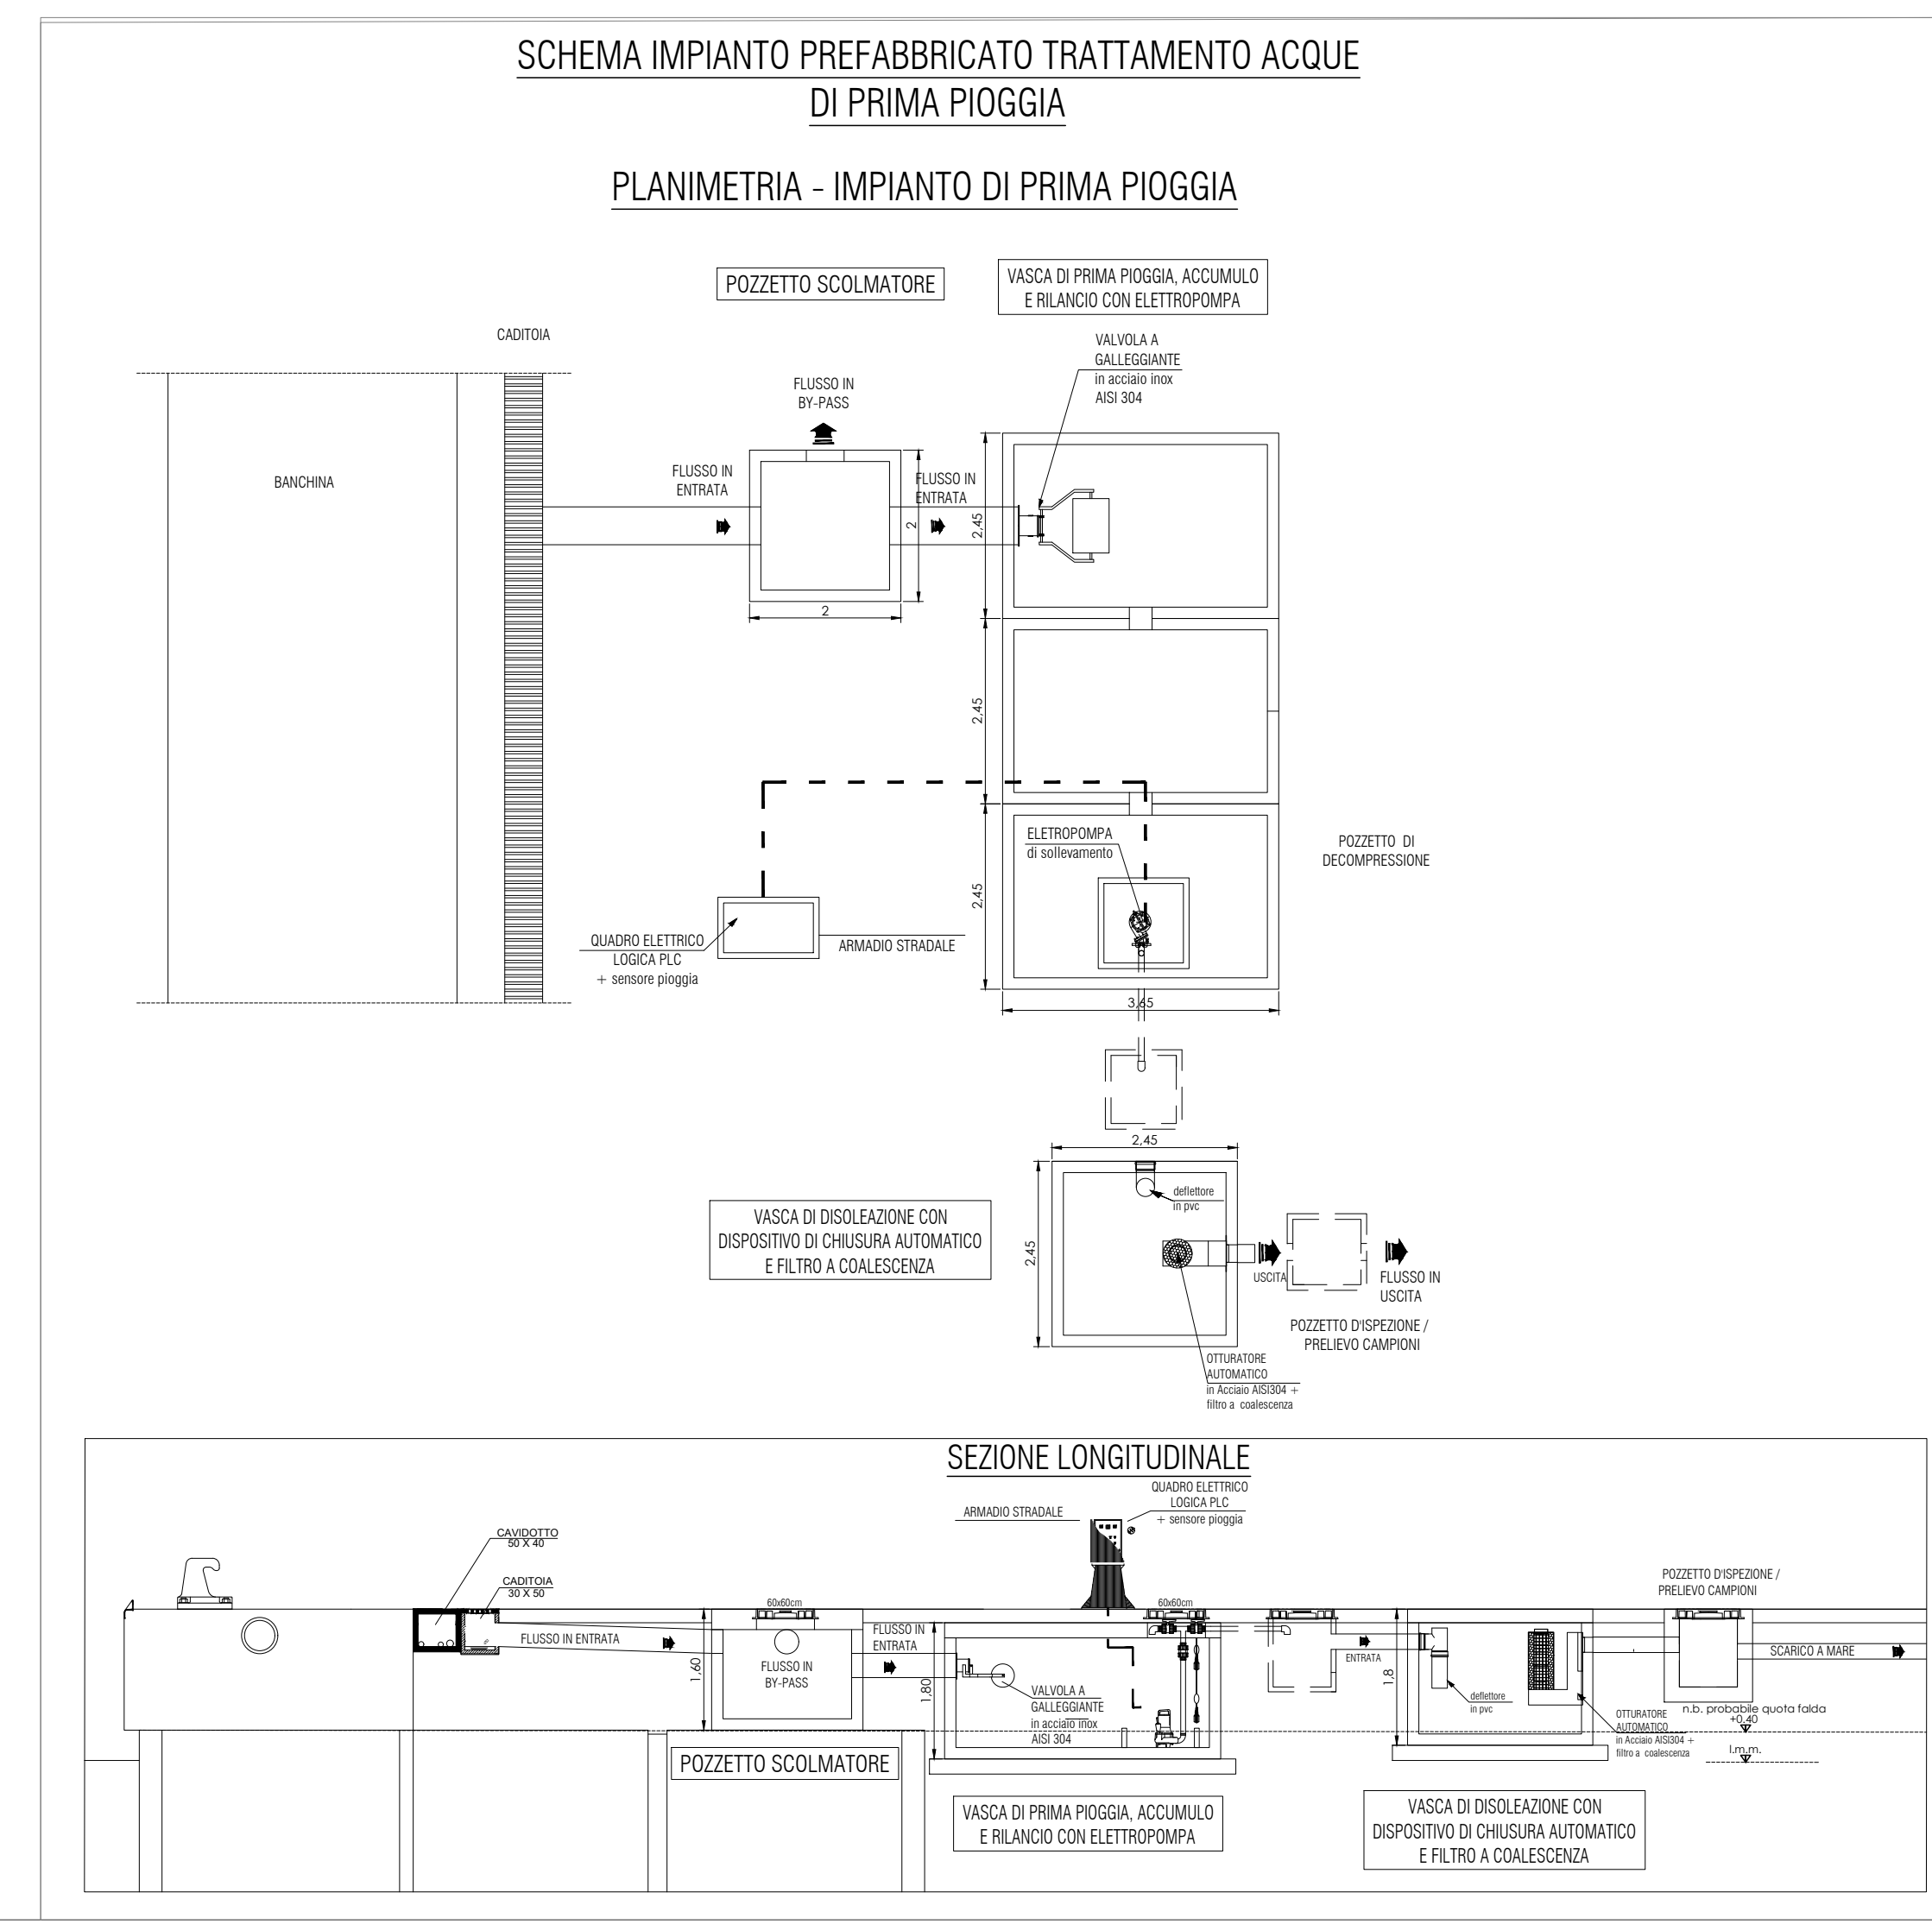 SCHEMA IMPIANTO PREFABBRICATO TRATTAMENTO ACQUE
DI PRIMA PIOGGIA
PLANIMETRIA - IMPIANTO DI PRIMA PIOGGIA
POZZETTO SCOLMATORE
VASCA DI PRIMA PIOGGIA, ACCUMULO
E RILANCIO CON ELETTROPOMPA
CADITOIA
VALVOLA A
GALLEGGIANTE
in acciaio inox
AISI 304
FLUSSO IN
BY-PASS
BANCHINA
FLUSSO IN
ENTRATA
FLUSSO IN
ENTRATA
2
2
2,45
2,45
2,45
ELETROPOMPA
di sollevamento
POZZETTO DI
DECOMPRESSIONE
QUADRO ELETTRICO
LOGICA PLC
+ sensore pioggia
ARMADIO STRADALE
3,65
2,45
2,45
deflettore
in pvc
VASCA DI DISOLEAZIONE CON
DISPOSITIVO DI CHIUSURA AUTOMATICO
E FILTRO A COALESCENZA
USCITA
FLUSSO IN
USCITA
POZZETTO D'ISPEZIONE /
PRELIEVO CAMPIONI
OTTURATORE
AUTOMATICO
in Acciaio AISI304 +
filtro a coalescenza
SEZIONE LONGITUDINALE
QUADRO ELETTRICO
LOGICA PLC
+ sensore pioggia
ARMADIO STRADALE
CAVIDOTTO
50 X 40
CADITOIA
30 X 50
POZZETTO D'ISPEZIONE /
PRELIEVO CAMPIONI
60x60cm
60x60cm
FLUSSO IN ENTRATA
FLUSSO IN
ENTRATA
FLUSSO IN
BY-PASS
1,60
1,80
VALVOLA A
GALLEGGIANTE
in acciaio inox
AISI 304
ENTRATA
1,8
deflettore
in pvc
OTTURATORE
AUTOMATICO
in Acciaio AISI304 +
filtro a coalescenza
SCARICO A MARE
n.b. probabile quota falda
+0,40
l.m.m.
POZZETTO SCOLMATORE
VASCA DI PRIMA PIOGGIA, ACCUMULO
E RILANCIO CON ELETTROPOMPA
VASCA DI DISOLEAZIONE CON
DISPOSITIVO DI CHIUSURA AUTOMATICO
E FILTRO A COALESCENZA